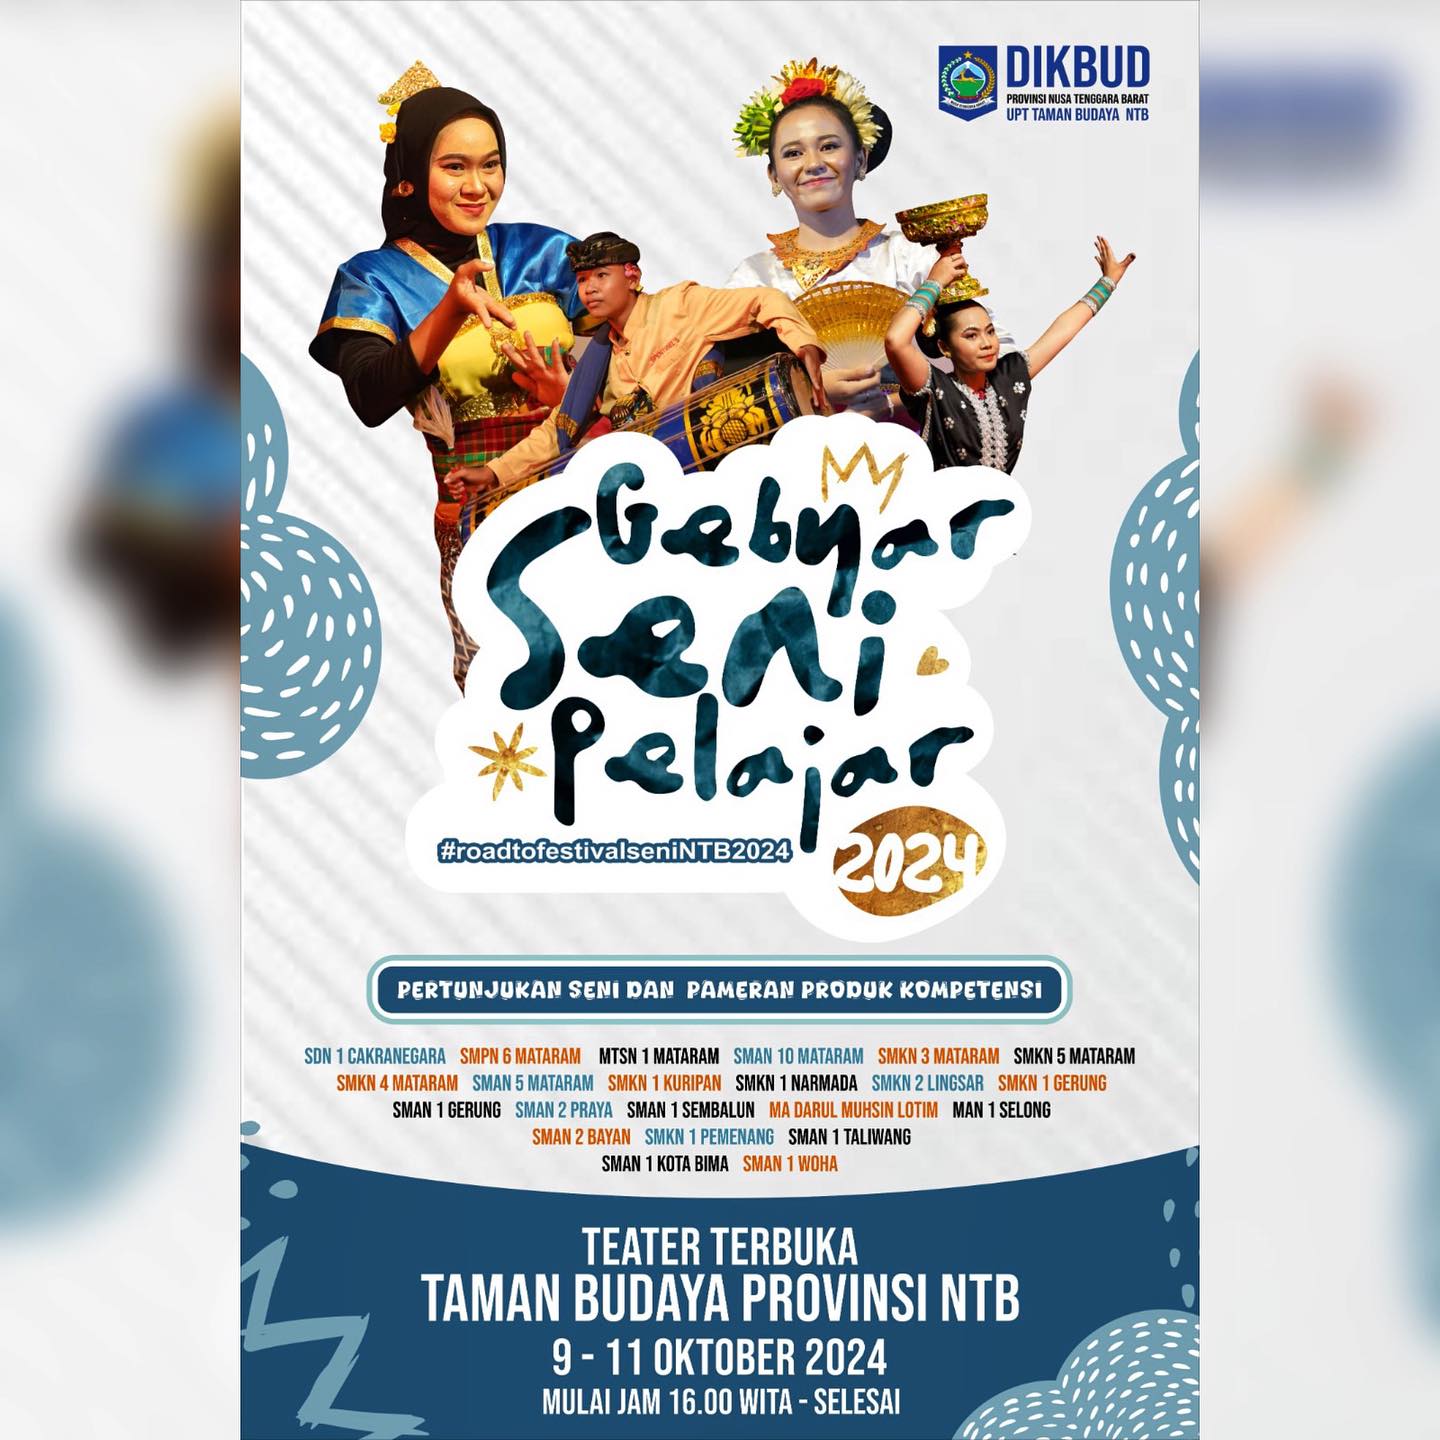 DIKBUD
PROVINSI NUSA TENGGARA BARAT
UPT TAMAN BUDAYA NTB
Gebyar
Seni
Pelajar
#roadtofestivalseniNTB2024
2024
PERTUNJUKAN SENI DAN PAMERAN PRODUK KOMPETENSI
SDN 1 CAKRANEGARA SMPN 6 MATARAM MTSN 1 MATARAM SMAN 10 MATARAM SMKN 3 MATARAM SMKN 5 MATARAM
SMKN 4 MATARAM SMAN 5 MATARAM SMKN 1 KURIPAN SMKN 1 NARMADA SMKN 2 LINGSAR SMKN 1 GERUNG
SMAN 1 GERUNG SMAN 2 PRAYA SMAN 1 SEMBALUN MA DARUL MUHSIN LOTIM MAN 1 SELONG
SMAN 2 BAYAN SMKN 1 PEMENANG SMAN 1 TALIWANG
SMAN 1 KOTA BIMA SMAN 1 WOHA
TEATER TERBUKA
TAMAN BUDAYA PROVINSI NTB
9 - 11 OKTOBER 2024
MULAI JAM 16.00 WITA - SELESAI